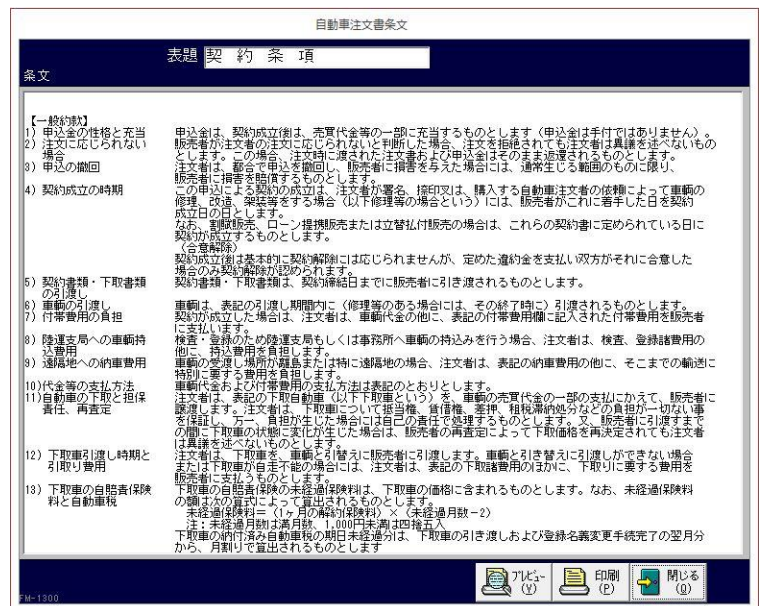 自動車注文書条文
表題 契 約 条 項
条文
【一般約款】
1) 申込金の性格と充当 申込金は、契約成立後は、売買代金等の一部に充当するものとします（申込金は手付ではありません）。
2) 注文に応じられない 販売者が注文者の注文に応じられないと判断した場合、注文を拒絶されても注文者は異議を述べないもの
場合 とします。この場合、注文時に渡された注文書および申込金はそのまま返還されるものとします。
3) 申込の撤回 注文者は、都合で申込を撤回し、販売者に損害を与えた場合には、通常生じる範囲のものに限り、
販売者に損害を賠償するものとします。
4) 契約成立の時期 この申込による契約の成立は、注文者が署名、捺印又は、購入する自動車注文者の依頼によって車輌の
修理、改造、架装等をする場合（以下修理等の場合という）には、販売者がこれに着手した日を契約
成立日の日とします。
なお、割賦販売、ローン提携販売または立替払付販売の場合は、これらの契約書に定められている日に
契約が成立するものとします。
（合意解除）
契約成立後は基本的に契約解除には応じられませんが、定めた違約金を支払い双方がそれに合意した
場合のみ契約解除が認められます。
5) 契約書類・下取書類 契約書類・下取書類は、契約締結日までに販売者に引き渡されるものとします。
の引渡し
6) 車輌の引渡し 車輌は、表記の引渡し期間内に（修理等のある場合には、その終了時に）引渡されるものとします。
7) 付帯費用の負担 契約が成立した場合は、注文者は、車輌代金の他に、表記の付帯費用欄に記入された付帯費用を販売者
に支払います。
8) 陸運支局への車輌持 検査・登録のため陸運支局もしくは事務所へ車輌の持込みを行う場合、注文者は、検査、登録諸費用の
込費用 他に、持込費用を負担します。
9) 遠隔地への納車費用 車輌の受渡し場所が離島または特に遠隔地の場合、注文者は、表記の納車費用の他に、そこまでの輸送に
特別に要する費用を負担します。
10)代金等の支払方法 車輌代金および付帯費用の支払方法は表記のとおりとします。
11)自動車の下取と担保 注文者は、表記の下取自動車（以下下取車という）を、車輌の売買代金の一部の支払にかえて、販売者に
責任、再査定 譲渡します。注文者は、下取車について抵当権、賃借権、差押、租税滞納処分などの負担が一切ない事
を保証し、万一、負担が生じた場合には自己の責任で処理するものとします。又、販売者に引渡すまで
の間に下取車の状態に変化が生じた場合は、販売者の再査定によって下取価格を再決定されても注文者
は異議を述べないものとします。
12) 下取車引渡し時期と 注文者は、下取車を、車輌と引替えに販売者に引渡します。車輌と引き替えに引渡しができない場合
引取り費用 または下取車が自走不能の場合には、注文者は、表記の下取諸費用のほかに、下取りに要する費用を
販売者に支払うものとします。
13) 下取車の自賠責保険 下取車の自賠責保険の未経過保険料は、下取車の価格に含まれるものとします。なお、未経過保険料
料と自動車税 の額は次の算式によって算出されるものとします。
未経過保険料＝（1ヶ月の解約保険料）×（未経過月数－2）
注：未経過月数は満月数、1,000円未満は四捨五入
下取車の納付済み自動車税の期日未経過分は、下取車の引き渡しおよび登録名義変更手続完了の翌月分
から、月割りで算出されるものとします
プレビュー(V) 印刷(P) 閉じる(Q)
FM-1300